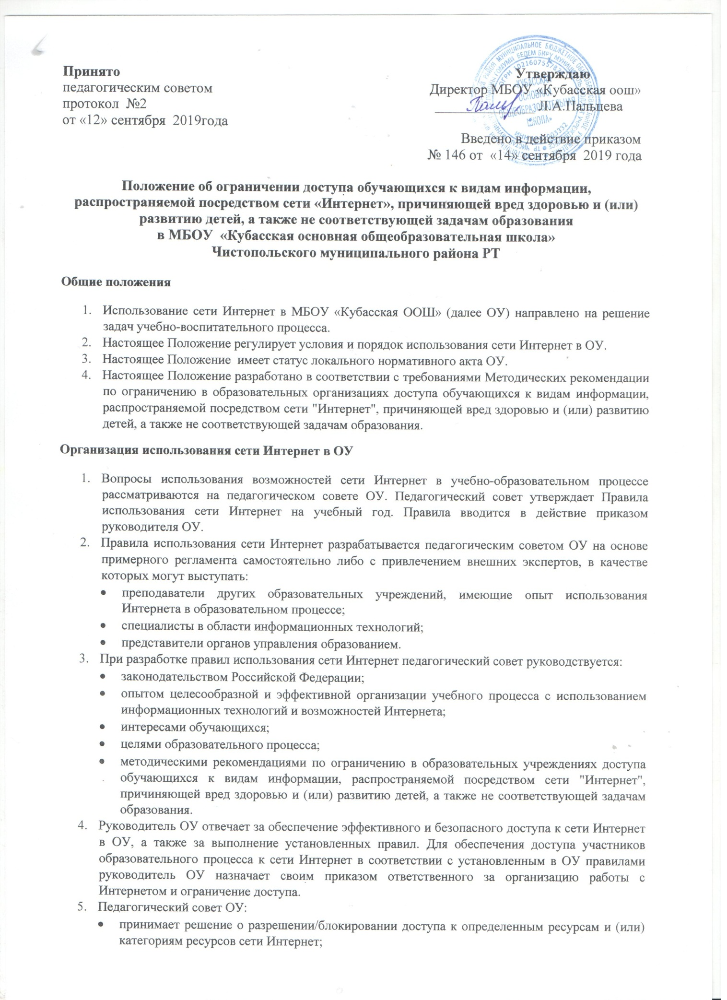 Принято
педагогическим советом
протокол  №2
от «12» сентября  2019года
Утверждаю
Директор МБОУ «Кубасская оош»
Л.А.Пальцева
Введено в действие приказом
№ 146 от  «14» сентября  2019 года
КУБАССКАЯ
ОСНОВНАЯ
ОБЩЕОБРАЗОВАТЕЛЬНАЯ
ШКОЛА»
Положение об ограничении доступа обучающихся к видам информации,
распространяемой посредством сети «Интернет», причиняющей вред здоровью и (или)
развитию детей, а также не соответствующей задачам образования
в МБОУ  «Кубасская основная общеобразовательная школа»
Чистопольского муниципального района РТ
Общие положения
1. Использование сети Интернет в МБОУ «Кубасская ООШ» (далее ОУ) направлено на решение
задач учебно-воспитательного процесса.
2. Настоящее Положение регулирует условия и порядок использования сети Интернет в ОУ.
3. Настоящее Положение  имеет статус локального нормативного акта ОУ.
4. Настоящее Положение разработано в соответствии с требованиями Методических рекомендации
по ограничению в образовательных организациях доступа обучающихся к видам информации,
распространяемой посредством сети "Интернет", причиняющей вред здоровью и (или) развитию
детей, а также не соответствующей задачам образования.
Организация использования сети Интернет в ОУ
1. Вопросы использования возможностей сети Интернет в учебно-образовательном процессе
рассматриваются на педагогическом совете ОУ. Педагогический совет утверждает Правила
использования сети Интернет на учебный год. Правила вводится в действие приказом
руководителя ОУ.
2. Правила использования сети Интернет разрабатывается педагогическим советом ОУ на основе
примерного регламента самостоятельно либо с привлечением внешних экспертов, в качестве
которых могут выступать:
• преподаватели других образовательных учреждений, имеющие опыт использования
Интернета в образовательном процессе;
• специалисты в области информационных технологий;
• представители органов управления образованием.
3. При разработке правил использования сети Интернет педагогический совет руководствуется:
• законодательством Российской Федерации;
• опытом целесообразной и эффективной организации учебного процесса с использованием
информационных технологий и возможностей Интернета;
• интересами обучающихся;
• целями образовательного процесса;
• методическими рекомендациями по ограничению в образовательных учреждениях доступа
обучающихся к видам информации, распространяемой посредством сети "Интернет",
причиняющей вред здоровью и (или) развитию детей, а также не соответствующей задачам
образования.
4. Руководитель ОУ отвечает за обеспечение эффективного и безопасного доступа к сети Интернет
в ОУ, а также за выполнение установленных правил. Для обеспечения доступа участников
образовательного процесса к сети Интернет в соответствии с установленным в ОУ правилами
руководитель ОУ назначает своим приказом ответственного за организацию работы с
Интернетом и ограничение доступа.
5. Педагогический совет ОУ:
• принимает решение о разрешении/блокировании доступа к определенным ресурсам и (или)
категориям ресурсов сети Интернет;